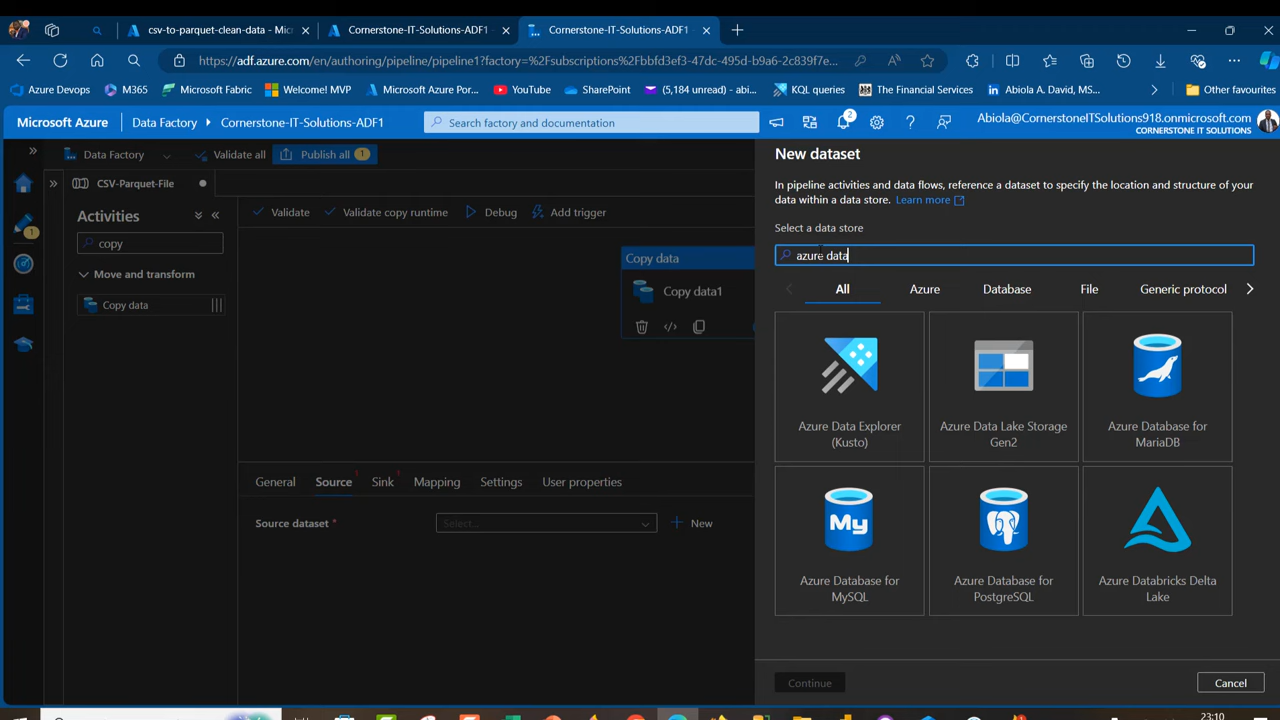 csv-to-parquet-clean-data - Micr
Cornerstone-IT-Solutions-ADF1 -
Cornerstone-IT-Solutions-ADF1 -
https://adf.azure.com/en/authoring/pipeline/pipeline1?factory=%2Fsubscriptions%2Fbbfd3ef3-47dc-495d-b9a6-2c839f7e...
Azure Devops
M365
Microsoft Fabric
Welcome! MVP
Microsoft Azure Por...
YouTube
SharePoint
(5,184 unread) - abi...
KQL queries
The Financial Services
Abiola A. David, MS...
Other favourites
Microsoft Azure
Data Factory
Cornerstone-IT-Solutions-ADF1
Search factory and documentation
2
Abiola@CornerstoneITSolutions918.onmicrosoft.com
CORNERSTONE IT SOLUTIONS
Data Factory
Validate all
Publish all 1
CSV-Parquet-File
Activities
copy
Move and transform
Copy data
1
Validate
Validate copy runtime
Debug
Add trigger
Copy data
Copy data1
General
Source
Sink
Mapping
Settings
User properties
Source dataset *
Select...
New
New dataset
In pipeline activities and data flows, reference a dataset to specify the location and structure of your
data within a data store. Learn more
Select a data store
azure data
All
Azure
Database
File
Generic protocol
Azure Data Explorer
(Kusto)
Azure Data Lake Storage
Gen2
Azure Database for
MariaDB
My
Azure Database for
MySQL
Azure Database for
PostgreSQL
Azure Databricks Delta
Lake
Continue
Cancel
23:10